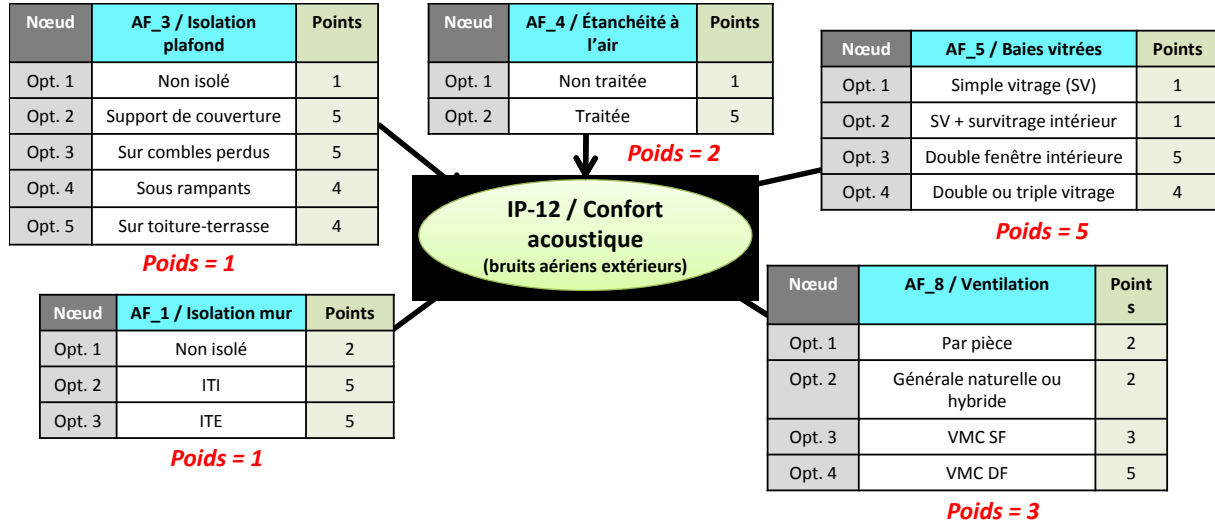 Nœud AF_3 / Isolation plafond Points
Opt. 1 Non isolé 1
Opt. 2 Support de couverture 5
Opt. 3 Sur combles perdus 5
Opt. 4 Sous rampants 4
Opt. 5 Sur toiture-terrasse 4
Poids = 1
Nœud AF_4 / Étanchéité à l'air Points
Opt. 1 Non traitée 1
Opt. 2 Traitée 5
Poids = 2
Nœud AF_5 / Baies vitrées Points
Opt. 1 Simple vitrage (SV) 1
Opt. 2 SV + survitrage intérieur 1
Opt. 3 Double fenêtre intérieure 5
Opt. 4 Double ou triple vitrage 4
Poids = 5
IP-12 / Confort
acoustique
(bruits aériens extérieurs)
Nœud AF_1 / Isolation mur Points
Opt. 1 Non isolé 2
Opt. 2 ITI 5
Opt. 3 ITE 5
Poids = 1
Nœud AF_8 / Ventilation Points
Opt. 1 Par pièce 2
Opt. 2 Générale naturelle ou hybride 2
Opt. 3 VMC SF 3
Opt. 4 VMC DF 5
Poids = 3